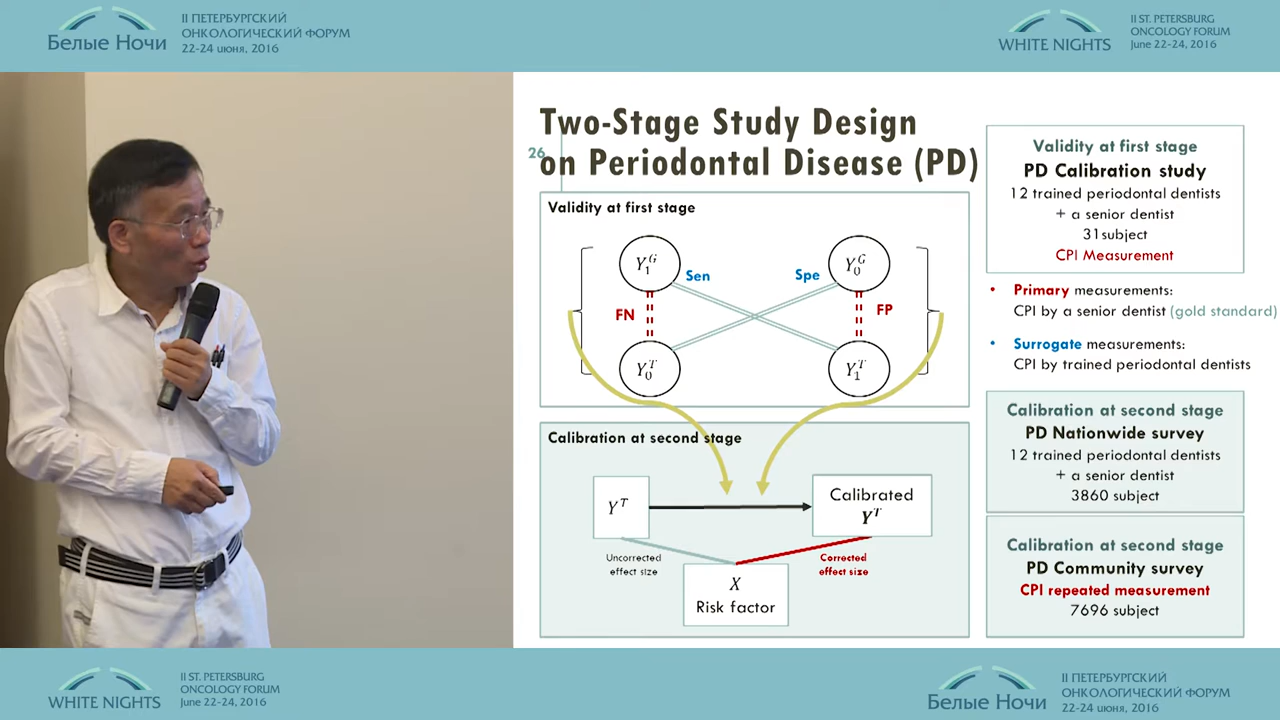 Белые Ночи
II ПЕТЕРБУРГСКИЙ
ОНКОЛОГИЧЕСКИЙ ФОРУМ
22-24 июня, 2016
WHITE NIGHTS
II ST. PETERSBURG
ONCOLOGY FORUM
June 22-24, 2016
Two-Stage Study Design
26
on Periodontal Disease (PD)
Validity at first stage
Y₁ᴳ
Y₀ᴳ
Sen
Spe
FN
FP
Y₀ᵀ
Y₁ᵀ
Calibration at second stage
Yᵀ
Calibrated
Yᵀ
Uncorrected
effect size
Corrected
effect size
X
Risk factor
Validity at first stage
PD Calibration study
12 trained periodontal dentists
+ a senior dentist
31subject
CPI Measurement
• Primary measurements:
CPI by a senior dentist (gold standard)
• Surrogate measurements:
CPI by trained periodontal dentists
Calibration at second stage
PD Nationwide survey
12 trained periodontal dentists
+ a senior dentist
3860 subject
Calibration at second stage
PD Community survey
CPI repeated measurement
7696 subject
WHITE NIGHTS
II ST. PETERSBURG
ONCOLOGY FORUM
June 22-24, 2016
Белые Ночи
II ПЕТЕРБУРГСКИЙ
ОНКОЛОГИЧЕСКИЙ ФОРУМ
22-24 июня, 2016